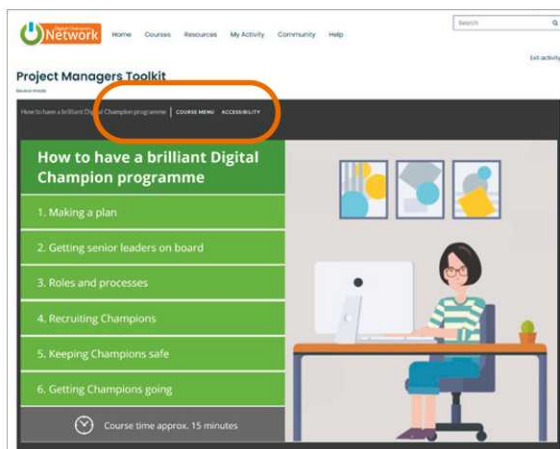 Digital Champions
Network
Home Courses Resources My Activity Community Help
Search
Exit activity
Project Managers Toolkit
How to have a brilliant Digital Champion programme COURSE MENU ACCESSIBILITY
How to have a brilliant Digital
Champion programme
1. Making a plan
2. Getting senior leaders on board
3. Roles and processes
4. Recruiting Champions
5. Keeping Champions safe
6. Getting Champions going
Course time approx. 15 minutes